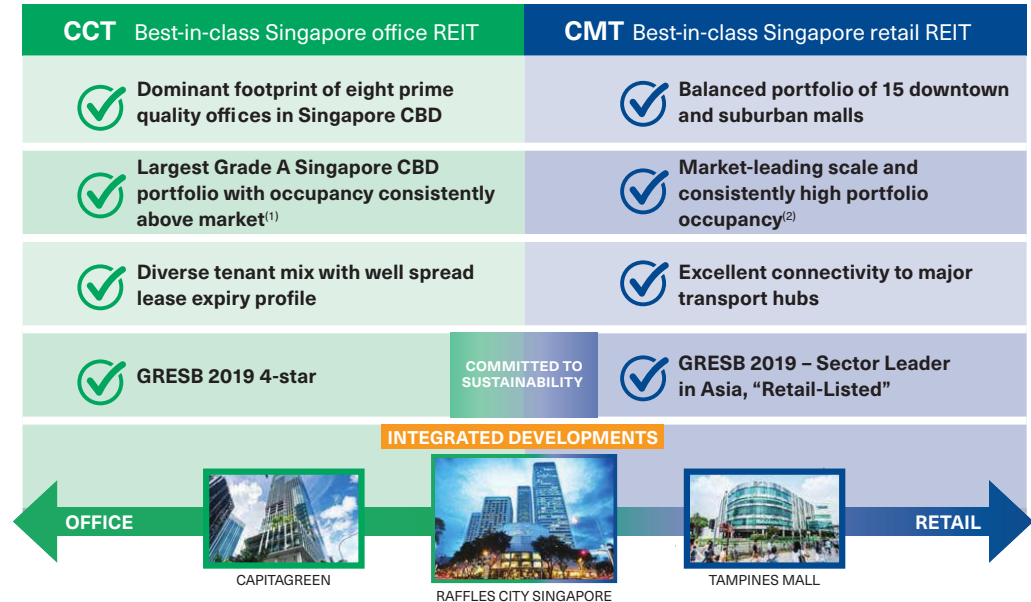 CCT Best-in-class Singapore office REIT
CMT Best-in-class Singapore retail REIT
Dominant footprint of eight prime
quality offices in Singapore CBD
Balanced portfolio of 15 downtown
and suburban malls
Largest Grade A Singapore CBD
portfolio with occupancy consistently
above market(1)
Market-leading scale and
consistently high portfolio
occupancy(2)
Diverse tenant mix with well spread
lease expiry profile
Excellent connectivity to major
transport hubs
GRESB 2019 4-star
COMMITTED TO
SUSTAINABILITY
GRESB 2019 – Sector Leader
in Asia, “Retail-Listed”
INTEGRATED DEVELOPMENTS
OFFICE
RETAIL
CAPITAGREEN
RAFFLES CITY SINGAPORE
TAMPINES MALL